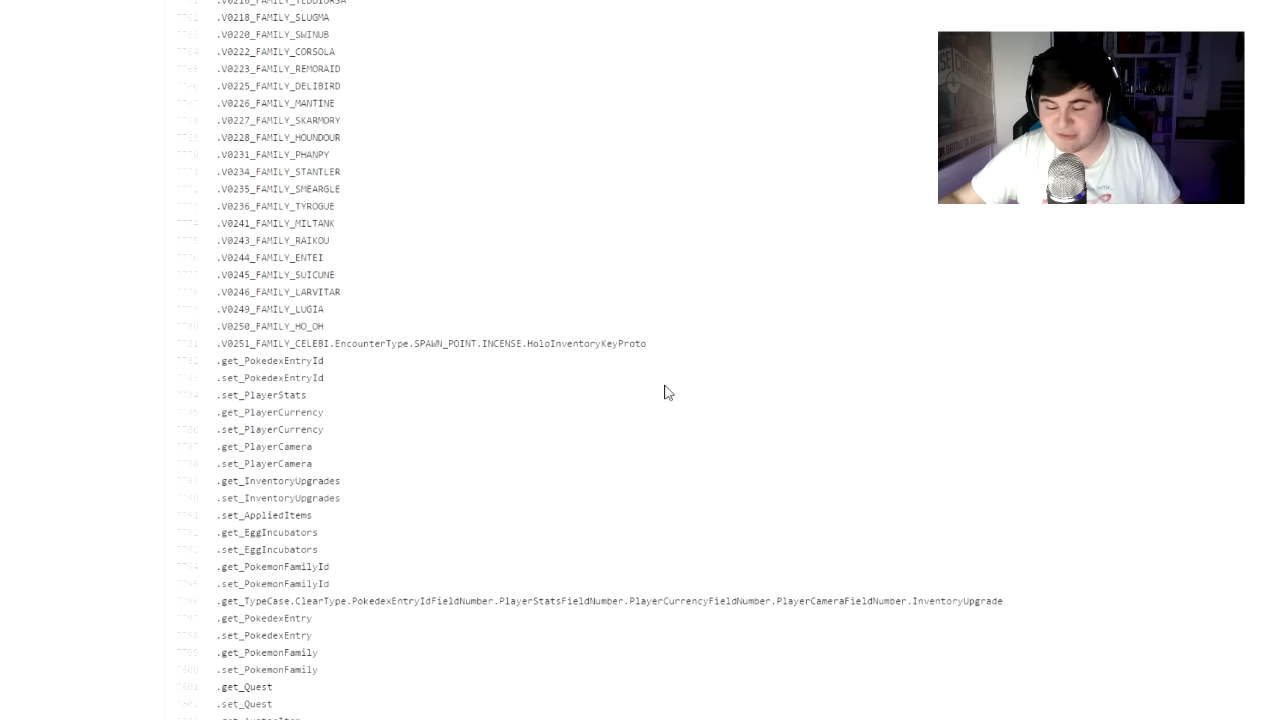 .V0218_FAMILY_SLUGMA
.V0220_FAMILY_SWINUB
.V0222_FAMILY_CORSOLA
.V0223_FAMILY_REMORAID
.V0225_FAMILY_DELIBIRD
.V0226_FAMILY_MANTINE
.V0227_FAMILY_SKARMORY
.V0228_FAMILY_HOUNDOUR
.V0231_FAMILY_PHANPY
.V0234_FAMILY_STANTLER
.V0235_FAMILY_SMEARGLE
.V0236_FAMILY_TYROGUE
.V0241_FAMILY_MILTANK
.V0243_FAMILY_RAIKOU
.V0244_FAMILY_ENTEI
.V0245_FAMILY_SUICUNE
.V0246_FAMILY_LARVITAR
.V0249_FAMILY_LUGIA
.V0250_FAMILY_HO_OH
.V0251_FAMILY_CELEBI.EncounterType.SPAWN_POINT.INCENSE.HoloInventoryKeyProto
.get_PokedexEntryId
.set_PokedexEntryId
.set_PlayerStats
.get_PlayerCurrency
.set_PlayerCurrency
.get_PlayerCamera
.set_PlayerCamera
.get_InventoryUpgrades
.set_InventoryUpgrades
.set_AppliedItems
.get_EggIncubators
.set_EggIncubators
.get_PokemonFamilyId
.set_PokemonFamilyId
.get_TypeCase.ClearType.PokedexEntryIdFieldNumber.PlayerStatsFieldNumber.PlayerCurrencyFieldNumber.PlayerCameraFieldNumber.InventoryUpgrade
.get_PokedexEntry
.set_PokedexEntry
.get_PokemonFamily
.set_PokemonFamily
.get_Quest
.set_Quest